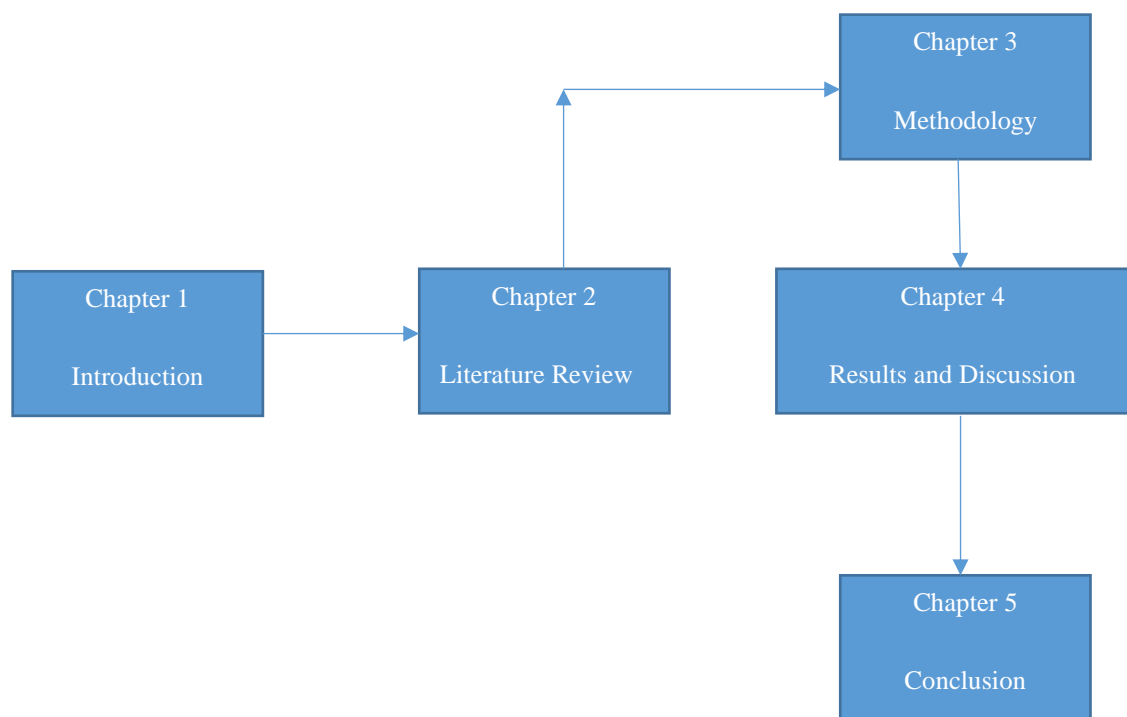 Chapter 1
Introduction
Chapter 2
Literature Review
Chapter 3
Methodology
Chapter 4
Results and Discussion
Chapter 5
Conclusion